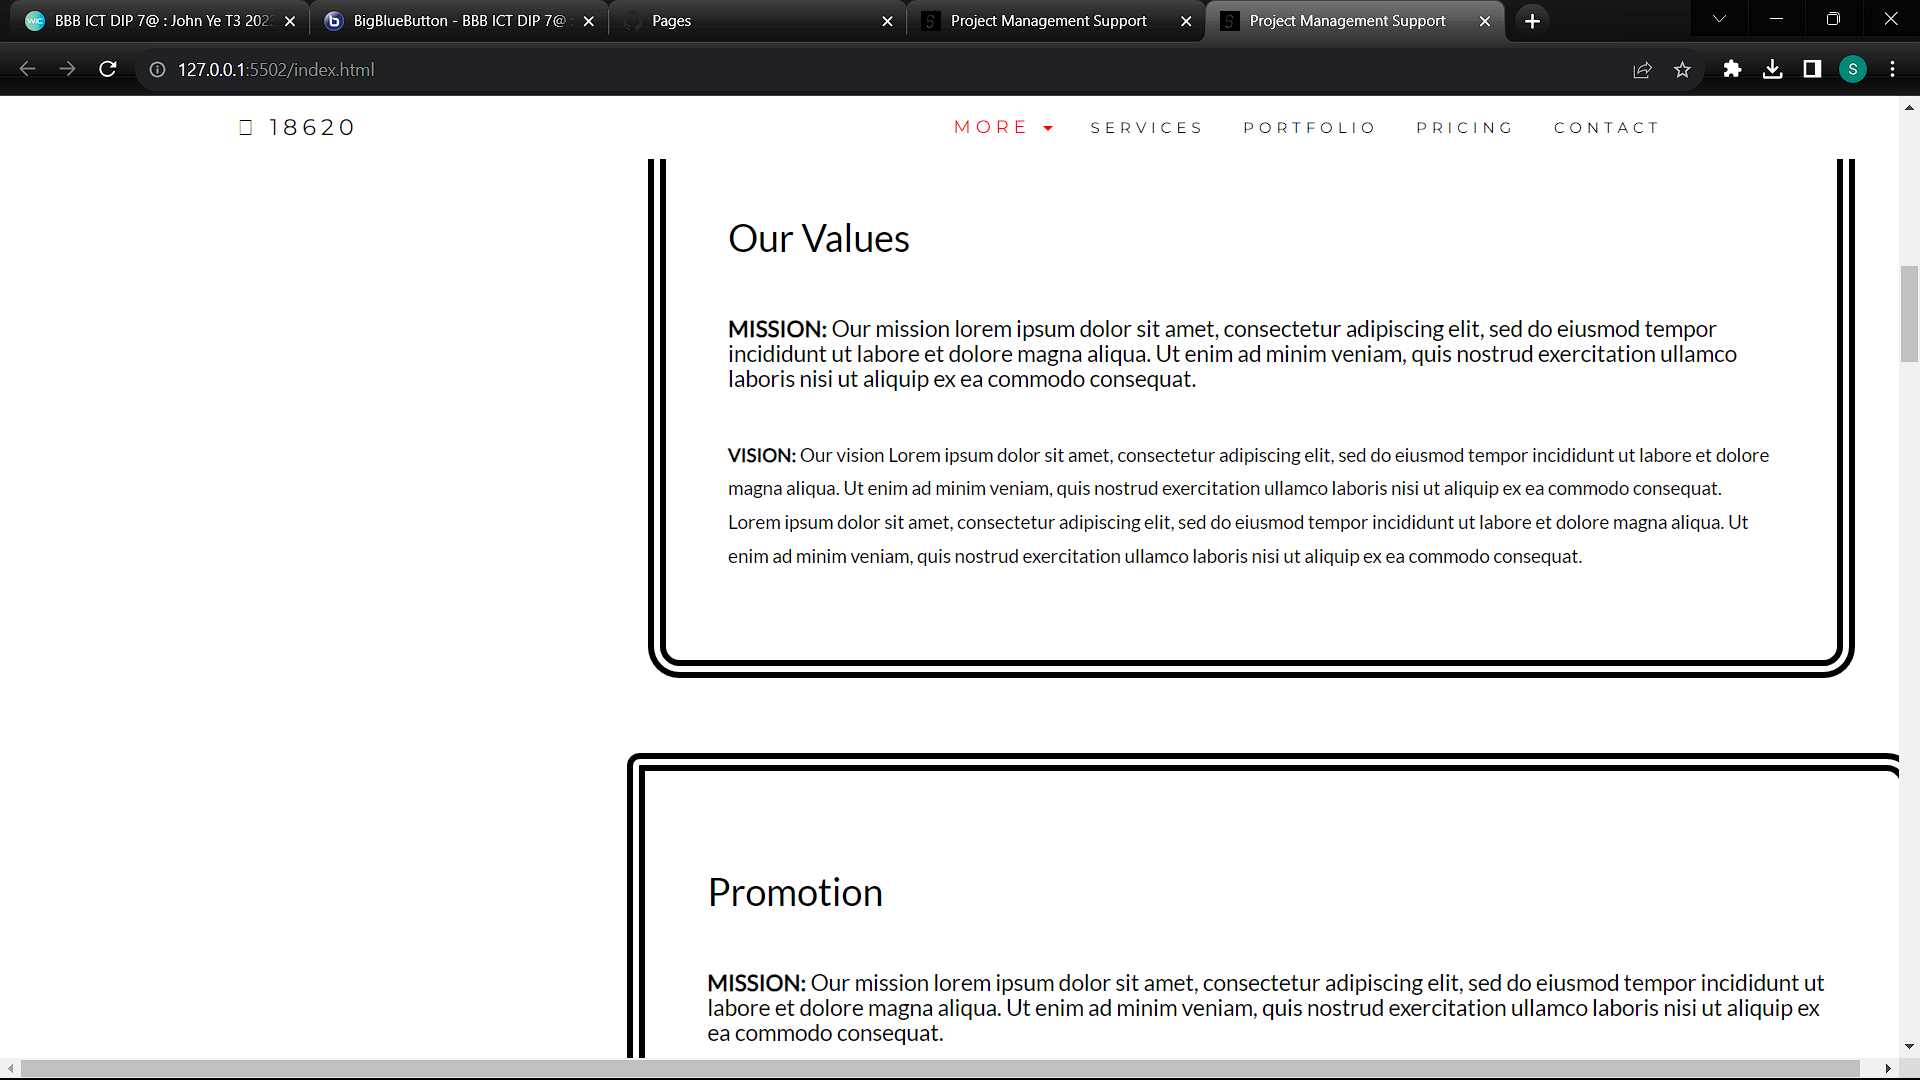 BBB ICT DIP 7@ : John Ye T3 202
BigBlueButton - BBB ICT DIP 7@
Pages
Project Management Support
Project Management Support
127.0.0.1:5502/index.html
S
18620
MORE
SERVICES
PORTFOLIO
PRICING
CONTACT
Our Values
MISSION: Our mission lorem ipsum dolor sit amet, consectetur adipiscing elit, sed do eiusmod tempor
incididunt ut labore et dolore magna aliqua. Ut enim ad minim veniam, quis nostrud exercitation ullamco
laboris nisi ut aliquip ex ea commodo consequat.
VISION: Our vision Lorem ipsum dolor sit amet, consectetur adipiscing elit, sed do eiusmod tempor incididunt ut labore et dolore
magna aliqua. Ut enim ad minim veniam, quis nostrud exercitation ullamco laboris nisi ut aliquip ex ea commodo consequat.
Lorem ipsum dolor sit amet, consectetur adipiscing elit, sed do eiusmod tempor incididunt ut labore et dolore magna aliqua. Ut
enim ad minim veniam, quis nostrud exercitation ullamco laboris nisi ut aliquip ex ea commodo consequat.
Promotion
MISSION: Our mission lorem ipsum dolor sit amet, consectetur adipiscing elit, sed do eiusmod tempor incididunt ut
labore et dolore magna aliqua. Ut enim ad minim veniam, quis nostrud exercitation ullamco laboris nisi ut aliquip ex
ea commodo consequat.